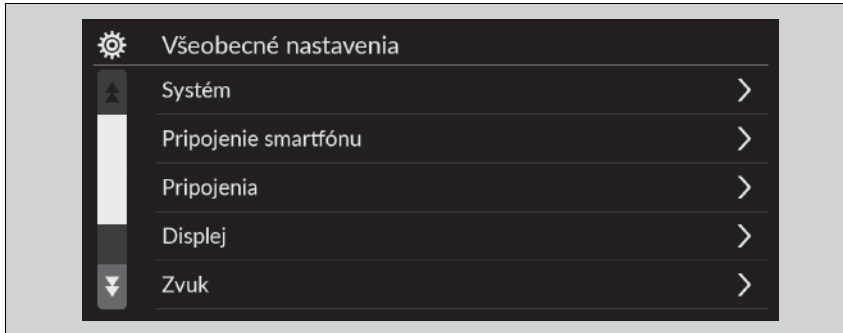 Všeobecné nastavenia
Systém
Pripojenie smartfónu
Pripojenia
Displej
Zvuk